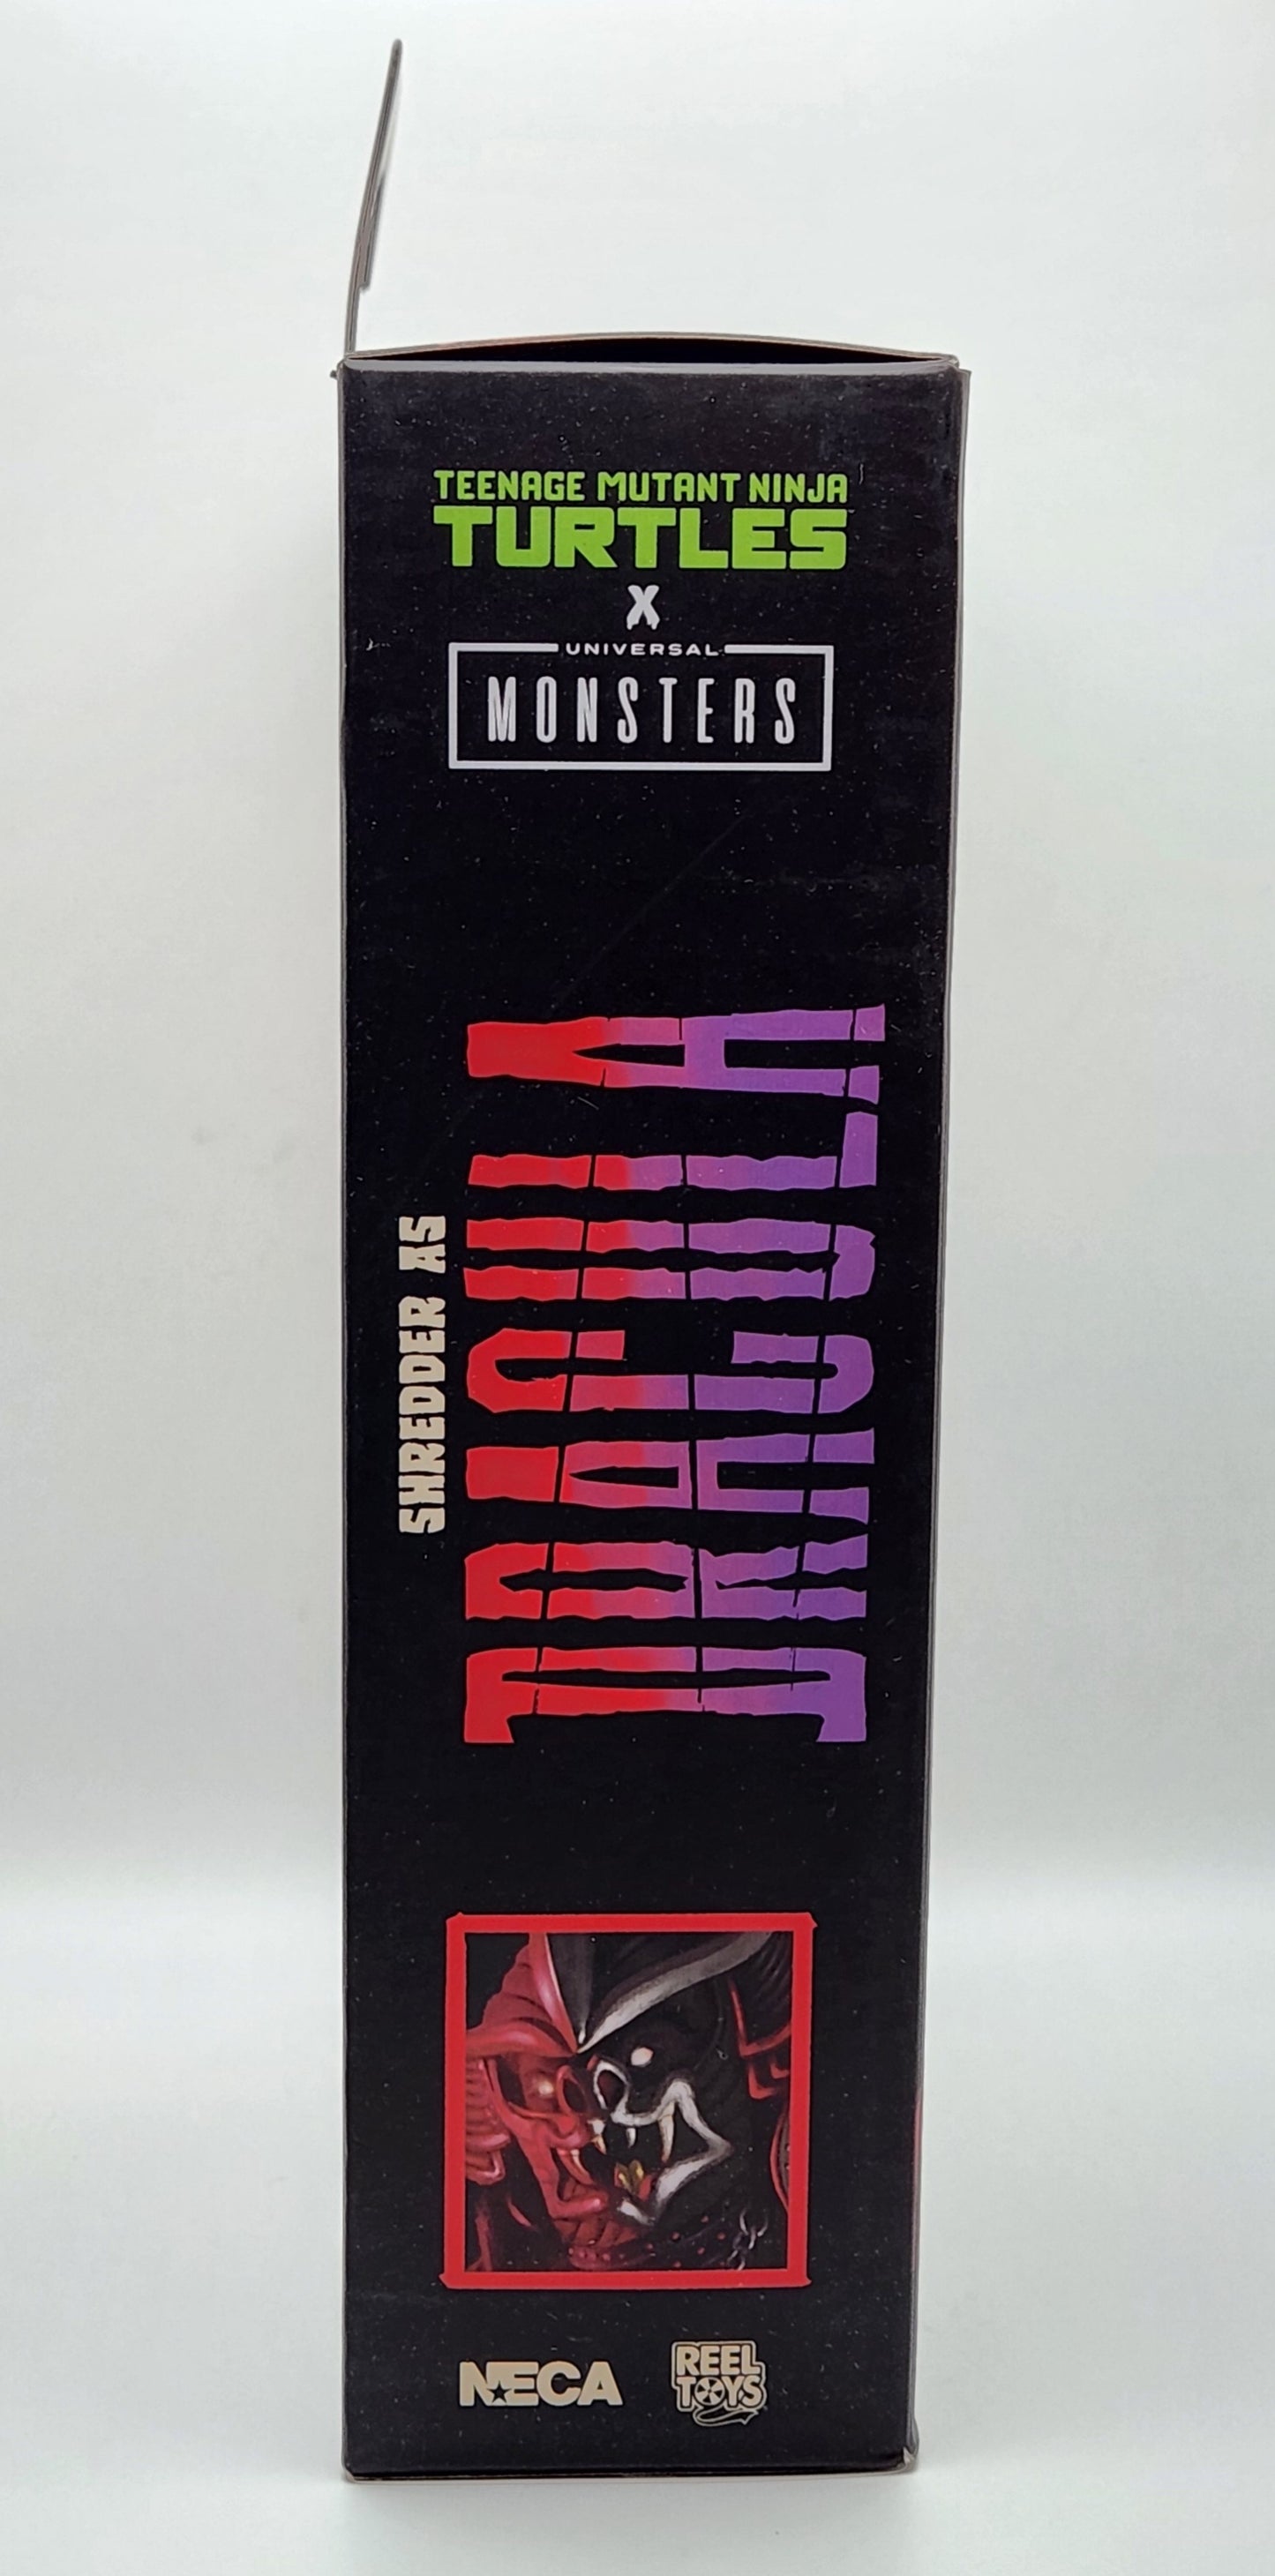 TEENAGE MUTANT NINJA
TURTLES
X
UNIVERSAL
MONSTERS
SHREDDER AS
DRACULA
NECA
REEL
TOYS